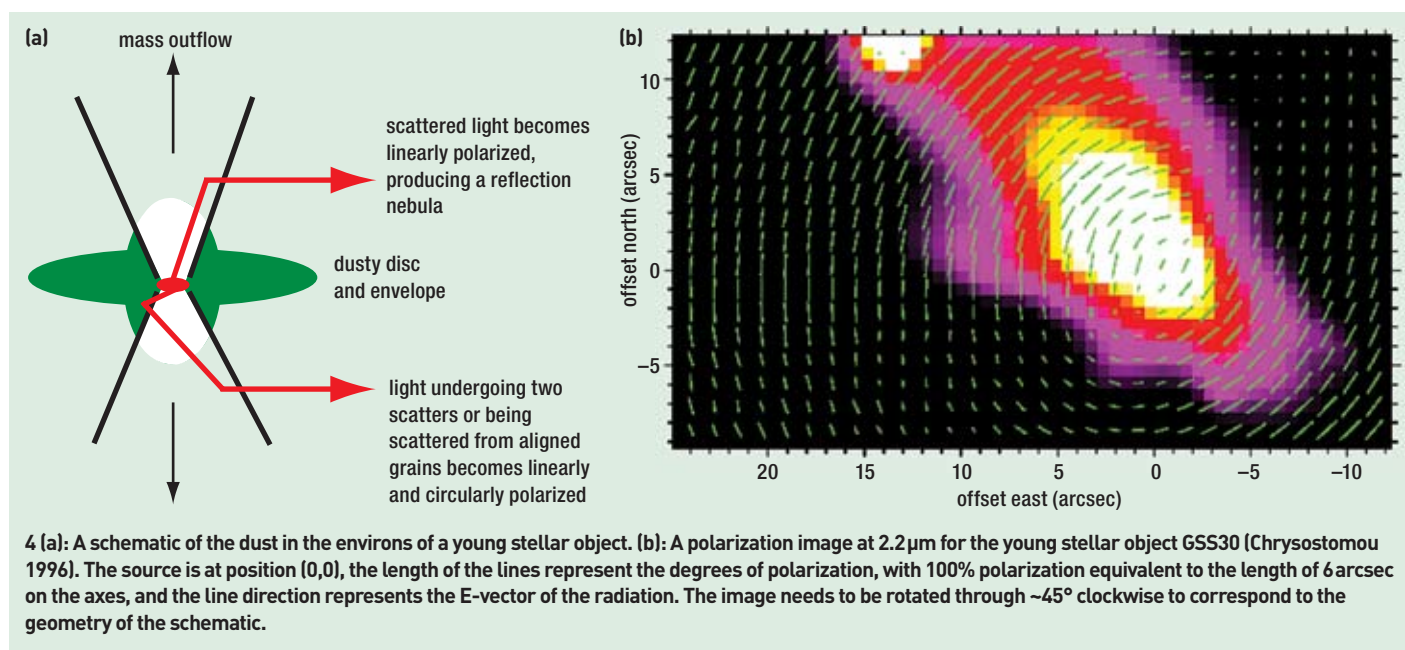 (a)
mass outflow
scattered light becomes
linearly polarized,
producing a reflection
nebula
dusty disc
and envelope
light undergoing two
scatters or being
scattered from aligned
grains becomes linearly
and circularly polarized
(b)
offset north (arcsec)
10
5
0
−5
20
15
10
5
0
−5
−10
offset east (arcsec)
4 (a): A schematic of the dust in the environs of a young stellar object. (b): A polarization image at 2.2 µm for the young stellar object GSS30 (Chrysostomou
1996). The source is at position (0,0), the length of the lines represent the degrees of polarization, with 100% polarization equivalent to the length of 6 arcsec
on the axes, and the line direction represents the E-vector of the radiation. The image needs to be rotated through ~45° clockwise to correspond to the
geometry of the schematic.